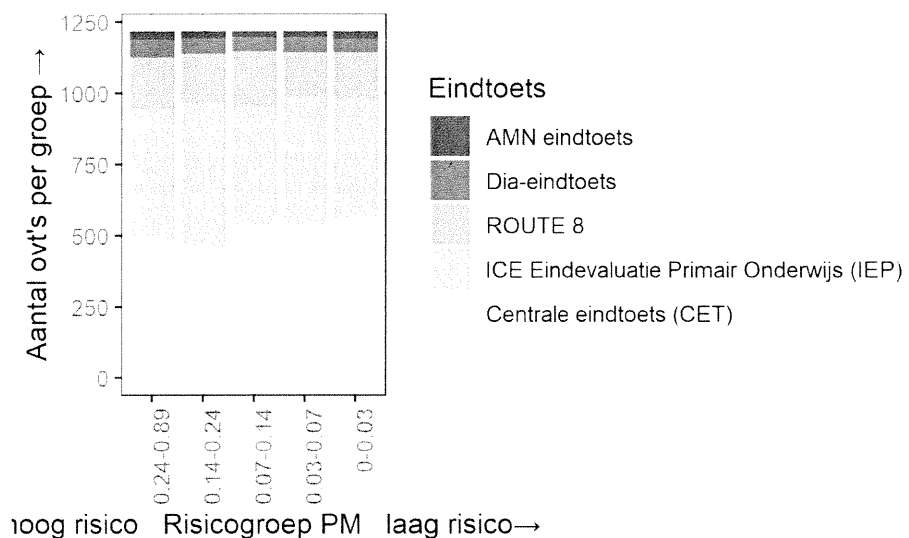 1250
1000
750
500
250
0
Aantal ovt's per groep →
0.24-0.89
0.14-0.24
0.07-0.14
0.03-0.07
0-0.03
Risicogroep PM laag risico→
Eindtoets
AMN eindtoets
Dia-eindtoets
ROUTE 8
ICE Eindevaluatie Primair Onderwijs (IEP)
Centrale eindtoets (CET)